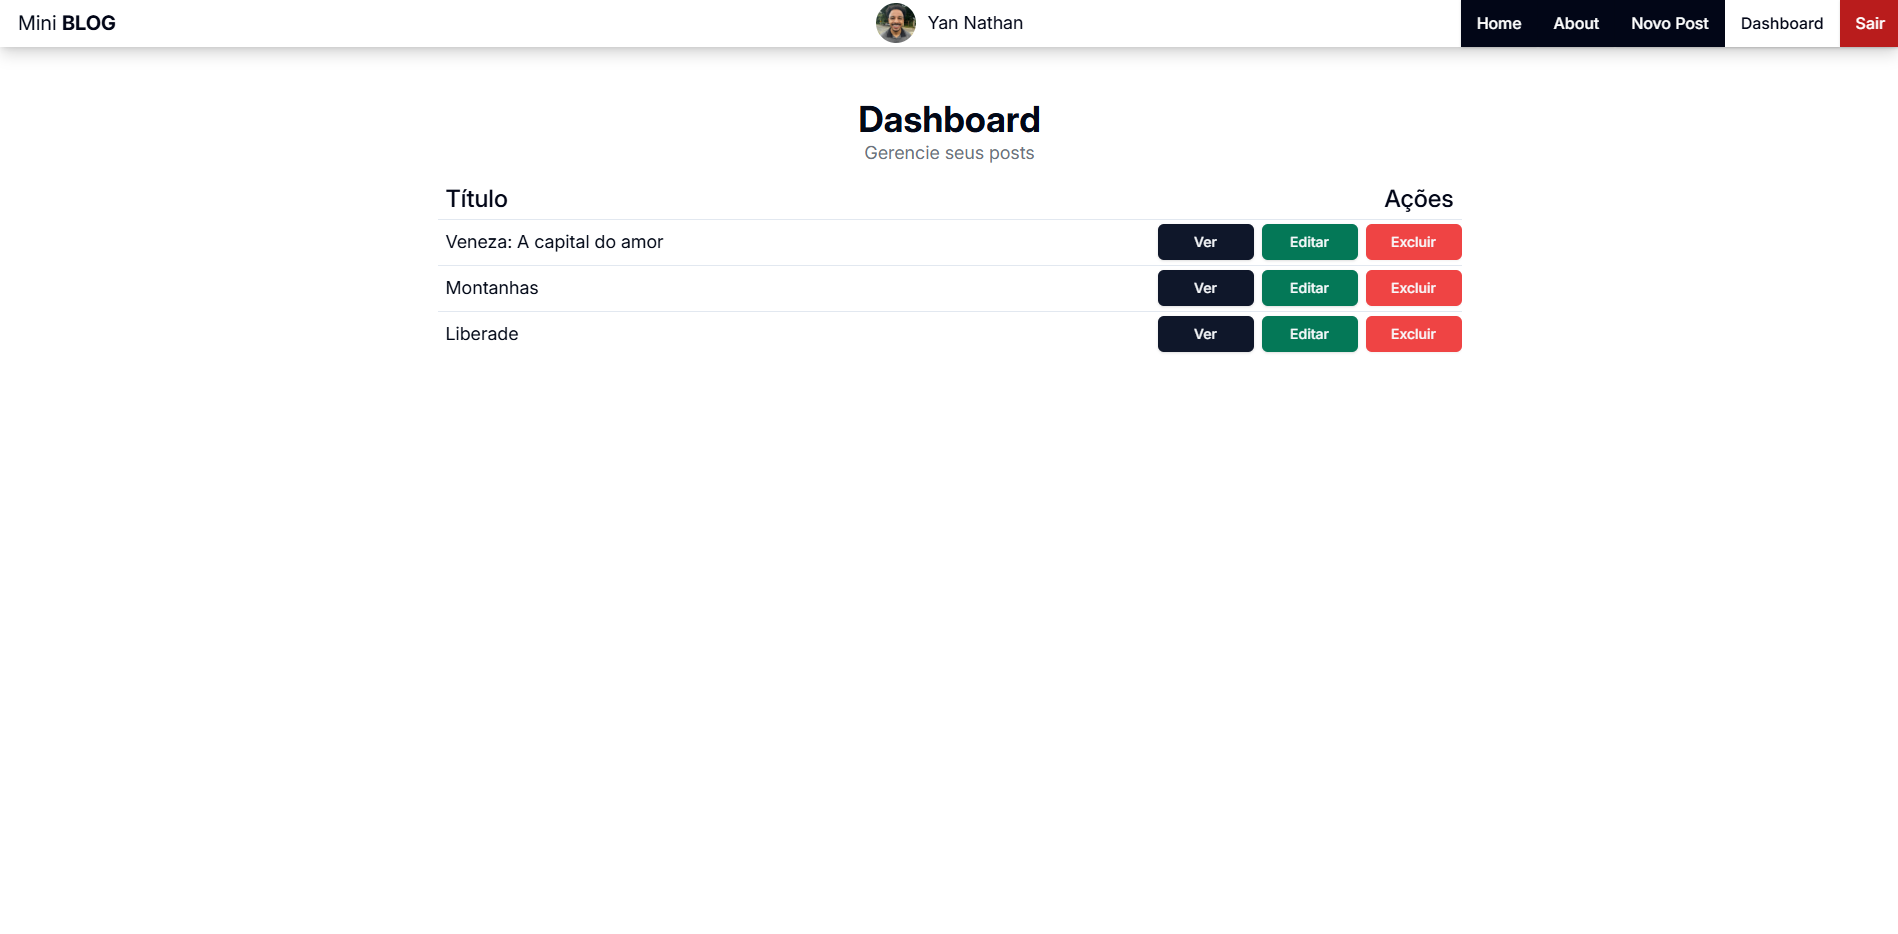 Mini BLOG
Yan Nathan
Home About Novo Post Dashboard Sair
Dashboard
Gerencie seus posts
Título Ações
Veneza: A capital do amor Ver Editar Excluir
Montanhas Ver Editar Excluir
Liberade Ver Editar Excluir